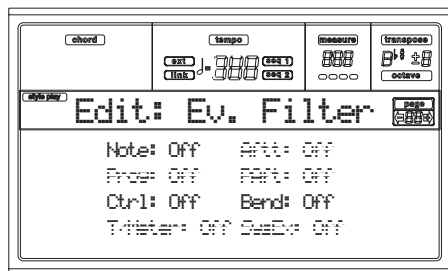 chord tempo measure transpose
ext seq 1
link seq 2
octave
style play
Edit: Ev. Filter page
Note: Off Aftt: Off
Prog: Off PAft: Off
Ctrl: Off Bend: Off
T/Meter: Off SysEx: Off